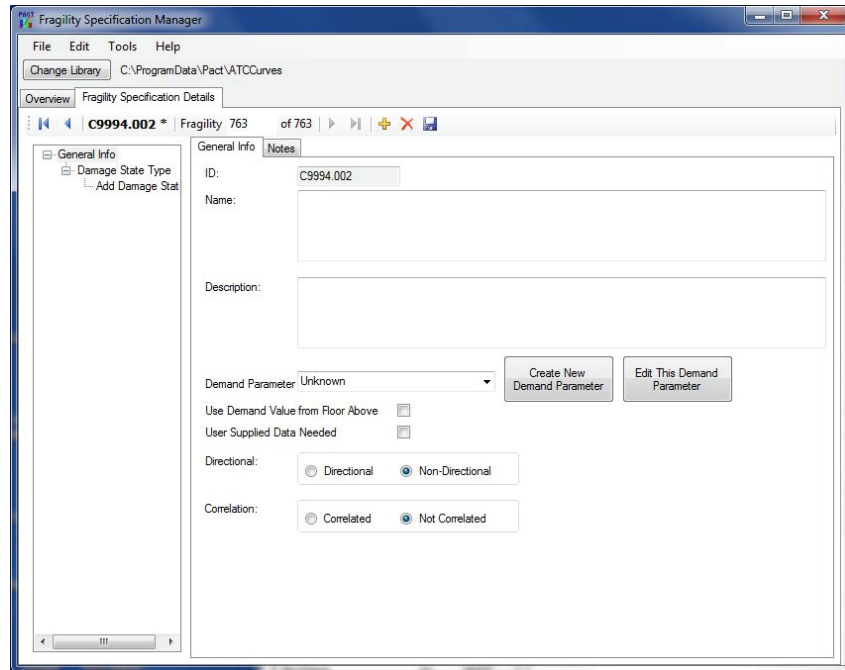 PACT Fragility Specification Manager
File Edit Tools Help
Change Library C:\ProgramData\Pact\ATCCurves
Overview Fragility Specification Details
C9994.002 * Fragility 763 of 763
General Info
Damage State Type
Add Damage Stat
General Info Notes
ID: C9994.002
Name:
Description:
Demand Parameter Unknown Create New Demand Parameter Edit This Demand Parameter
Use Demand Value from Floor Above
User Supplied Data Needed
Directional: Directional Non-Directional
Correlation: Correlated Not Correlated